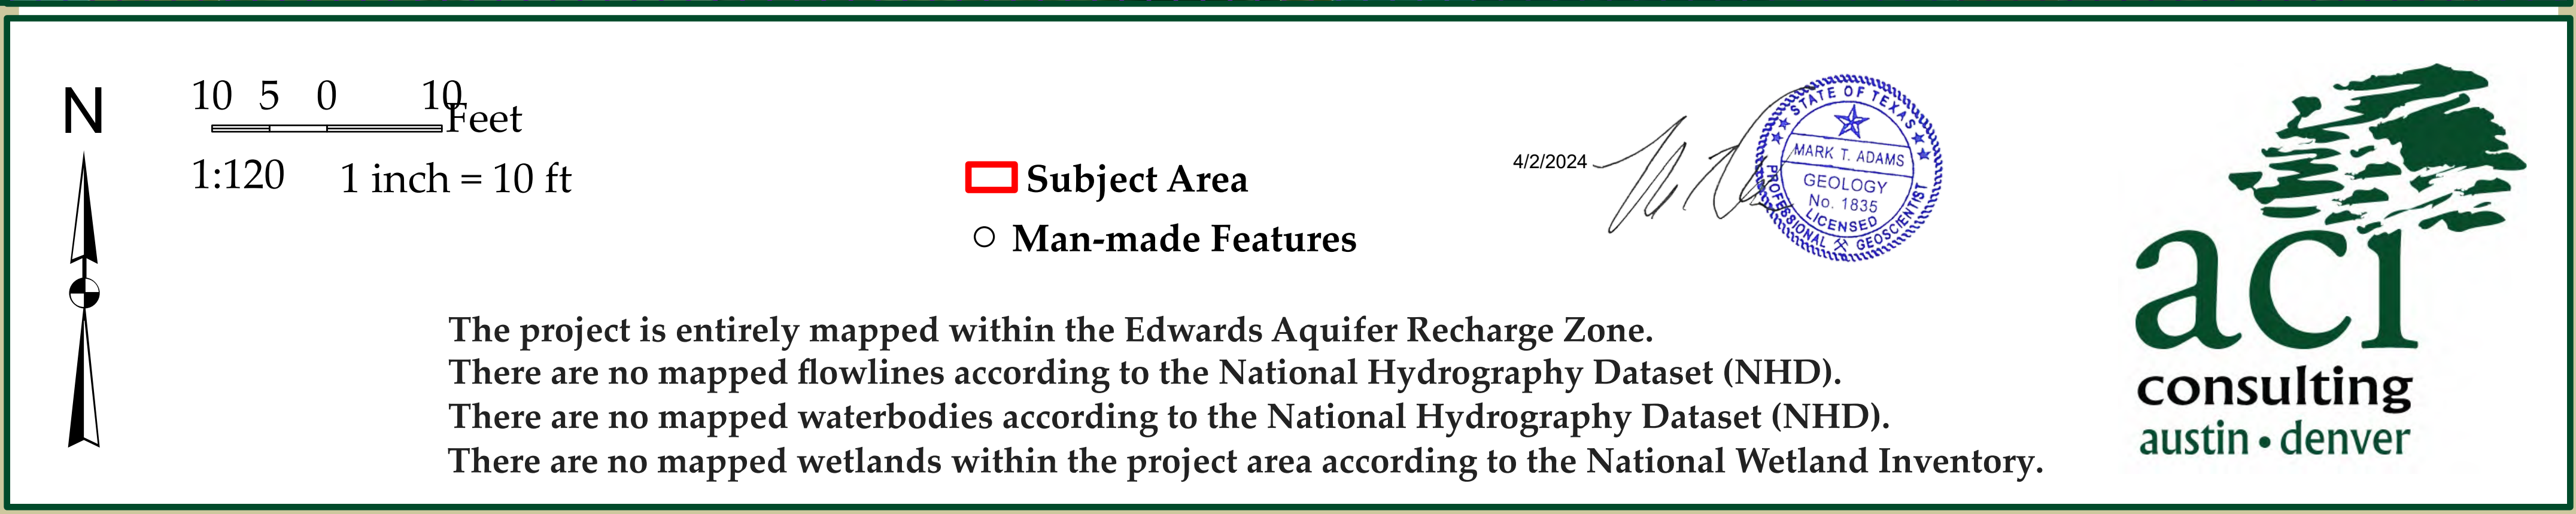 N
10 5 0 10
Feet
1:120 1 inch = 10 ft
Subject Area
Man-made Features
4/2/2024
STATE OF TEXAS
MARK T. ADAMS
GEOLOGY
No. 1835
LICENSED
PROFESSIONAL GEOSCIENTIST
The project is entirely mapped within the Edwards Aquifer Recharge Zone.
There are no mapped flowlines according to the National Hydrography Dataset (NHD).
There are no mapped waterbodies according to the National Hydrography Dataset (NHD).
There are no mapped wetlands within the project area according to the National Wetland Inventory.
aci
consulting
austin • denver